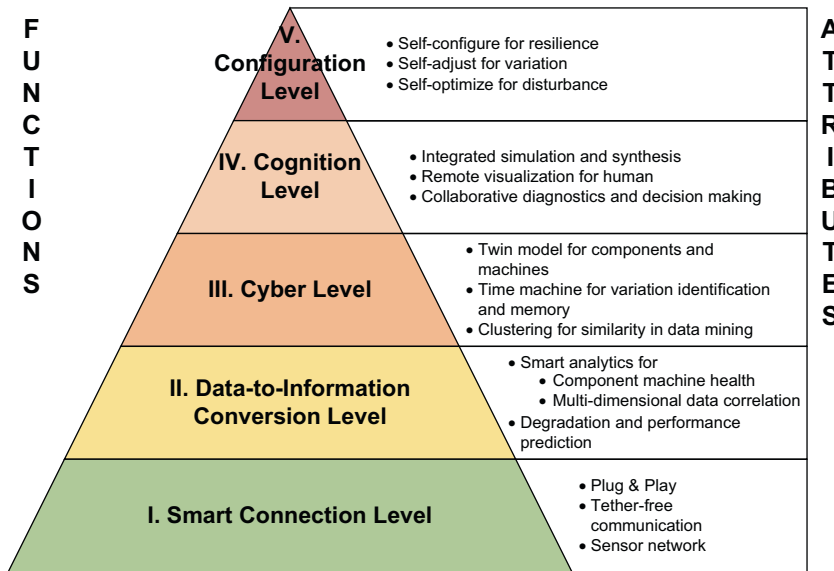 FUNCTIONS
V.
Configuration
Level
• Self-configure for resilience
• Self-adjust for variation
• Self-optimize for disturbance
IV. Cognition
Level
• Integrated simulation and synthesis
• Remote visualization for human
• Collaborative diagnostics and decision making
III. Cyber Level
• Twin model for components and
machines
• Time machine for variation identification
and memory
• Clustering for similarity in data mining
II. Data-to-Information
Conversion Level
• Smart analytics for
• Component machine health
• Multi-dimensional data correlation
• Degradation and performance
prediction
I. Smart Connection Level
• Plug & Play
• Tether-free
communication
• Sensor network
ATTRIBUTES